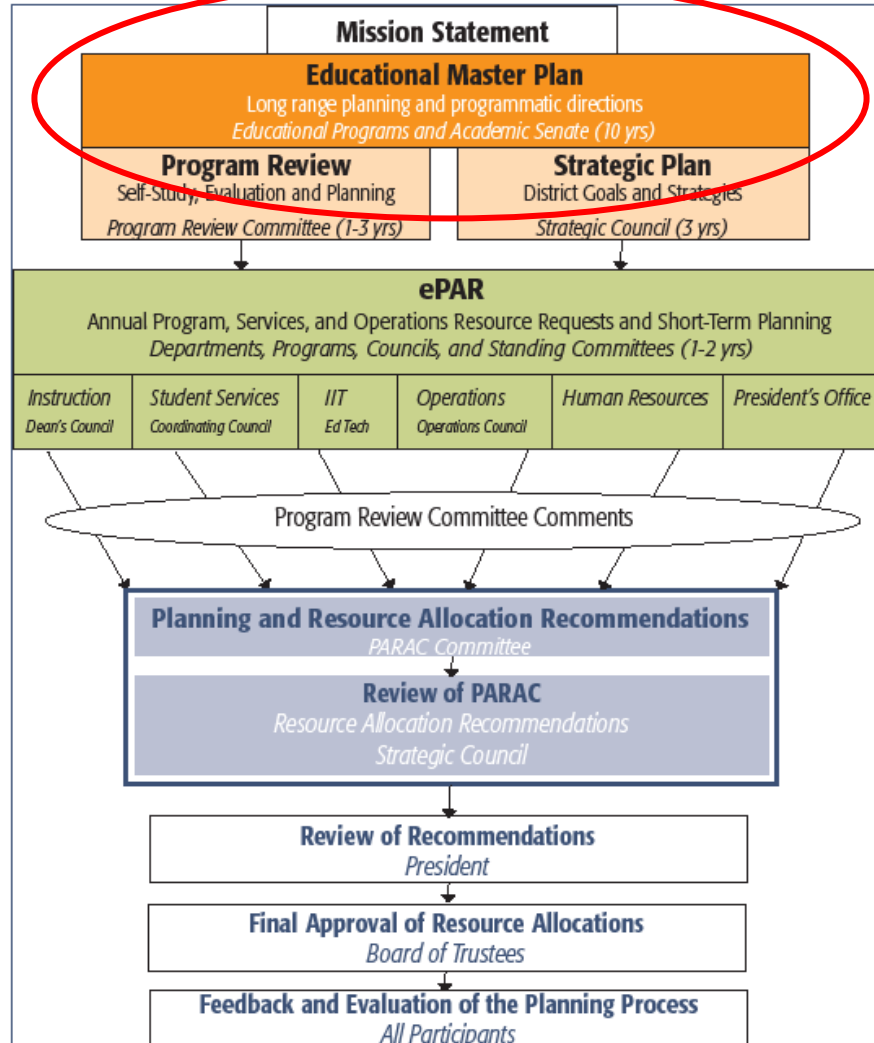 Mission Statement
Educational Master Plan
Long range planning and programmatic directions
Educational Programs and Academic Senate (10 yrs)
Program Review
Self-Study, Evaluation and Planning
Program Review Committee (1-3 yrs)
Strategic Plan
District Goals and Strategies
Strategic Council (3 yrs)
ePAR
Annual Program, Services, and Operations Resource Requests and Short-Term Planning
Departments, Programs, Councils, and Standing Committees (1-2 yrs)
Instruction
Dean's Council
Student Services
Coordinating Council
IIT
Ed Tech
Operations
Operations Council
Human Resources
President's Office
Program Review Committee Comments
Planning and Resource Allocation Recommendations
PARAC Committee
Review of PARAC
Resource Allocation Recommendations
Strategic Council
Review of Recommendations
President
Final Approval of Resource Allocations
Board of Trustees
Feedback and Evaluation of the Planning Process
All Participants